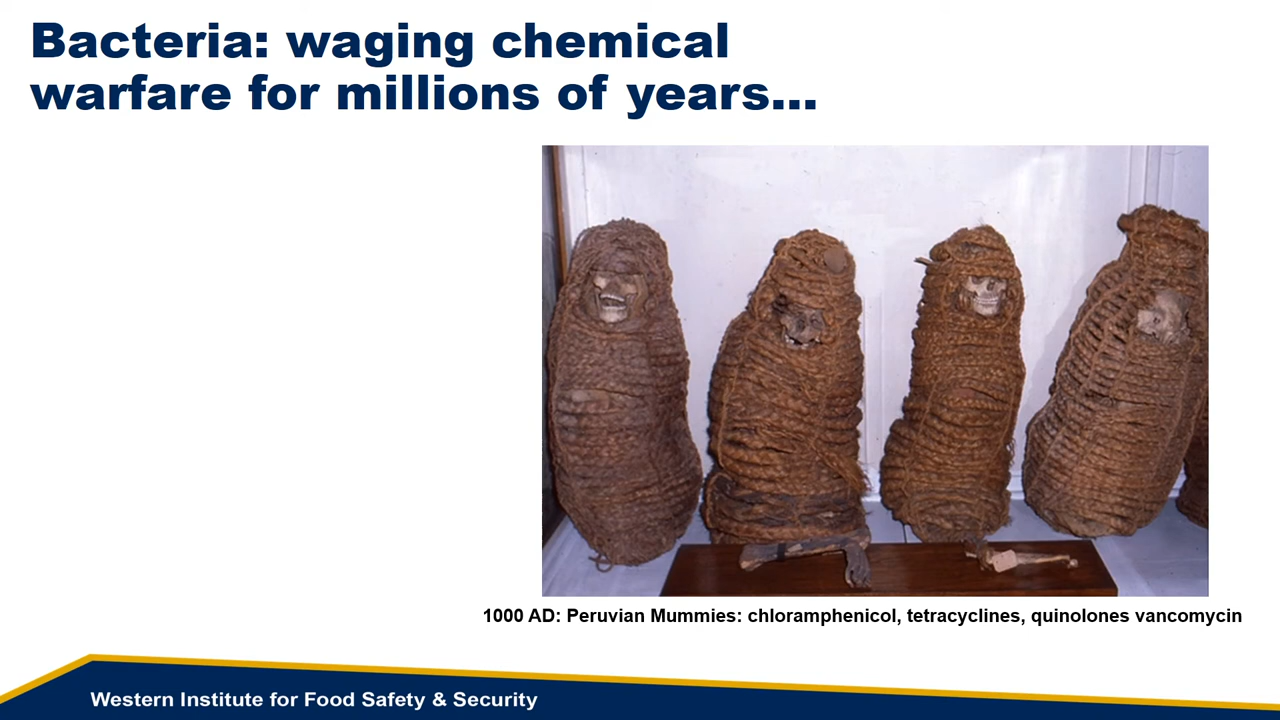 Bacteria: waging chemical
warfare for millions of years...
1000 AD: Peruvian Mummies: chloramphenicol, tetracyclines, quinolones vancomycin
Western Institute for Food Safety & Security